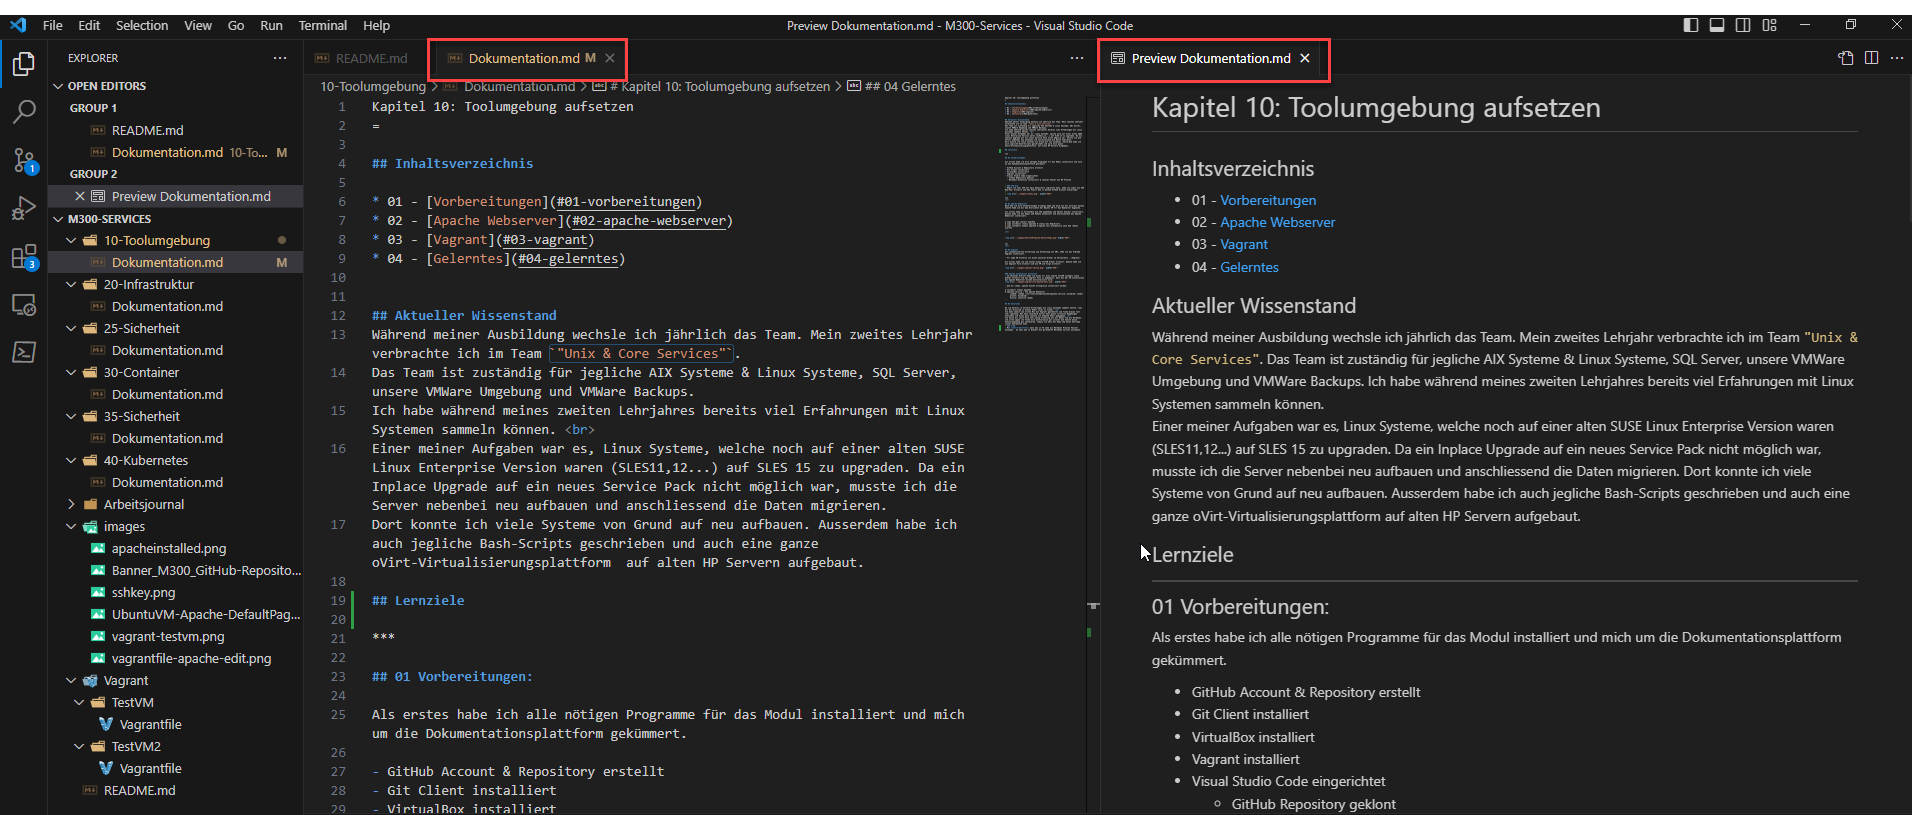 File Edit Selection View Go Run Terminal Help
Preview Dokumentation.md - M300-Services - Visual Studio Code
EXPLORER
OPEN EDITORS
GROUP 1
README.md
Dokumentation.md 10-To... M
GROUP 2
Preview Dokumentation.md
M300-SERVICES
10-Toolumgebung
Dokumentation.md M
20-Infrastruktur
Dokumentation.md
25-Sicherheit
Dokumentation.md
30-Container
Dokumentation.md
35-Sicherheit
Dokumentation.md
40-Kubernetes
Dokumentation.md
Arbeitsjournal
images
apacheinstalled.png
Banner_M300_GitHub-Reposito...
sshkey.png
UbuntuVM-Apache-DefaultPag...
vagrant-testvm.png
vagrantfile-apache-edit.png
Vagrant
TestVM
Vagrantfile
TestVM2
Vagrantfile
README.md
1
3
README.md
Dokumentation.md M
10-Toolumgebung > Dokumentation.md > # Kapitel 10: Toolumgebung aufsetzen > ## 04 Gelerntes
1 Kapitel 10: Toolumgebung aufsetzen
2 =
3
4 ## Inhaltsverzeichnis
5
6 * 01 - [Vorbereitungen](#01-vorbereitungen)
7 * 02 - [Apache Webserver](#02-apache-webserver)
8 * 03 - [Vagrant](#03-vagrant)
9 * 04 - [Gelerntes](#04-gelerntes)
10
11
12 ## Aktueller Wissenstand
13 Während meiner Ausbildung wechsle ich jährlich das Team. Mein zweites Lehrjahr
verbrachte ich im Team `"Unix & Core Services"`.
14 Das Team ist zuständig für jegliche AIX Systeme & Linux Systeme, SQL Server,
unsere VMWare Umgebung und VMWare Backups.
15 Ich habe während meines zweiten Lehrjahres bereits viel Erfahrungen mit Linux
Systemen sammeln können. <br>
16 Einer meiner Aufgaben war es, Linux Systeme, welche noch auf einer alten SUSE
Linux Enterprise Version waren (SLES11,12...) auf SLES 15 zu upgraden. Da ein
Inplace Upgrade auf ein neues Service Pack nicht möglich war, musste ich die
Server nebenbei neu aufbauen und anschliessend die Daten migrieren.
17 Dort konnte ich viele Systeme von Grund auf neu aufbauen. Ausserdem habe ich
auch jegliche Bash-Scripts geschrieben und auch eine ganze
oVirt-Virtualisierungsplattform auf alten HP Servern aufgebaut.
18
19 ## Lernziele
20
21 ***
22
23 ## 01 Vorbereitungen:
24
25 Als erstes habe ich alle nötigen Programme für das Modul installiert und mich
um die Dokumentationsplattform gekümmert.
26
27 - GitHub Account & Repository erstellt
28 - Git Client installiert
29 - VirtualBox installiert
Preview Dokumentation.md
Kapitel 10: Toolumgebung aufsetzen
Inhaltsverzeichnis
• 01 - Vorbereitungen
• 02 - Apache Webserver
• 03 - Vagrant
• 04 - Gelerntes
Aktueller Wissenstand
Während meiner Ausbildung wechsle ich jährlich das Team. Mein zweites Lehrjahr verbrachte ich im Team "Unix &
Core Services". Das Team ist zuständig für jegliche AIX Systeme & Linux Systeme, SQL Server, unsere VMWare
Umgebung und VMWare Backups. Ich habe während meines zweiten Lehrjahres bereits viel Erfahrungen mit Linux
Systemen sammeln können.
Einer meiner Aufgaben war es, Linux Systeme, welche noch auf einer alten SUSE Linux Enterprise Version waren
(SLES11,12...) auf SLES 15 zu upgraden. Da ein Inplace Upgrade auf ein neues Service Pack nicht möglich war,
musste ich die Server nebenbei neu aufbauen und anschliessend die Daten migrieren. Dort konnte ich viele
Systeme von Grund auf neu aufbauen. Ausserdem habe ich auch jegliche Bash-Scripts geschrieben und auch eine
ganze oVirt-Virtualisierungsplattform auf alten HP Servern aufgebaut.
Lernziele
01 Vorbereitungen:
Als erstes habe ich alle nötigen Programme für das Modul installiert und mich um die Dokumentationsplattform
gekümmert.
• GitHub Account & Repository erstellt
• Git Client installiert
• VirtualBox installiert
• Vagrant installiert
• Visual Studio Code eingerichtet
◦ GitHub Repository geklont